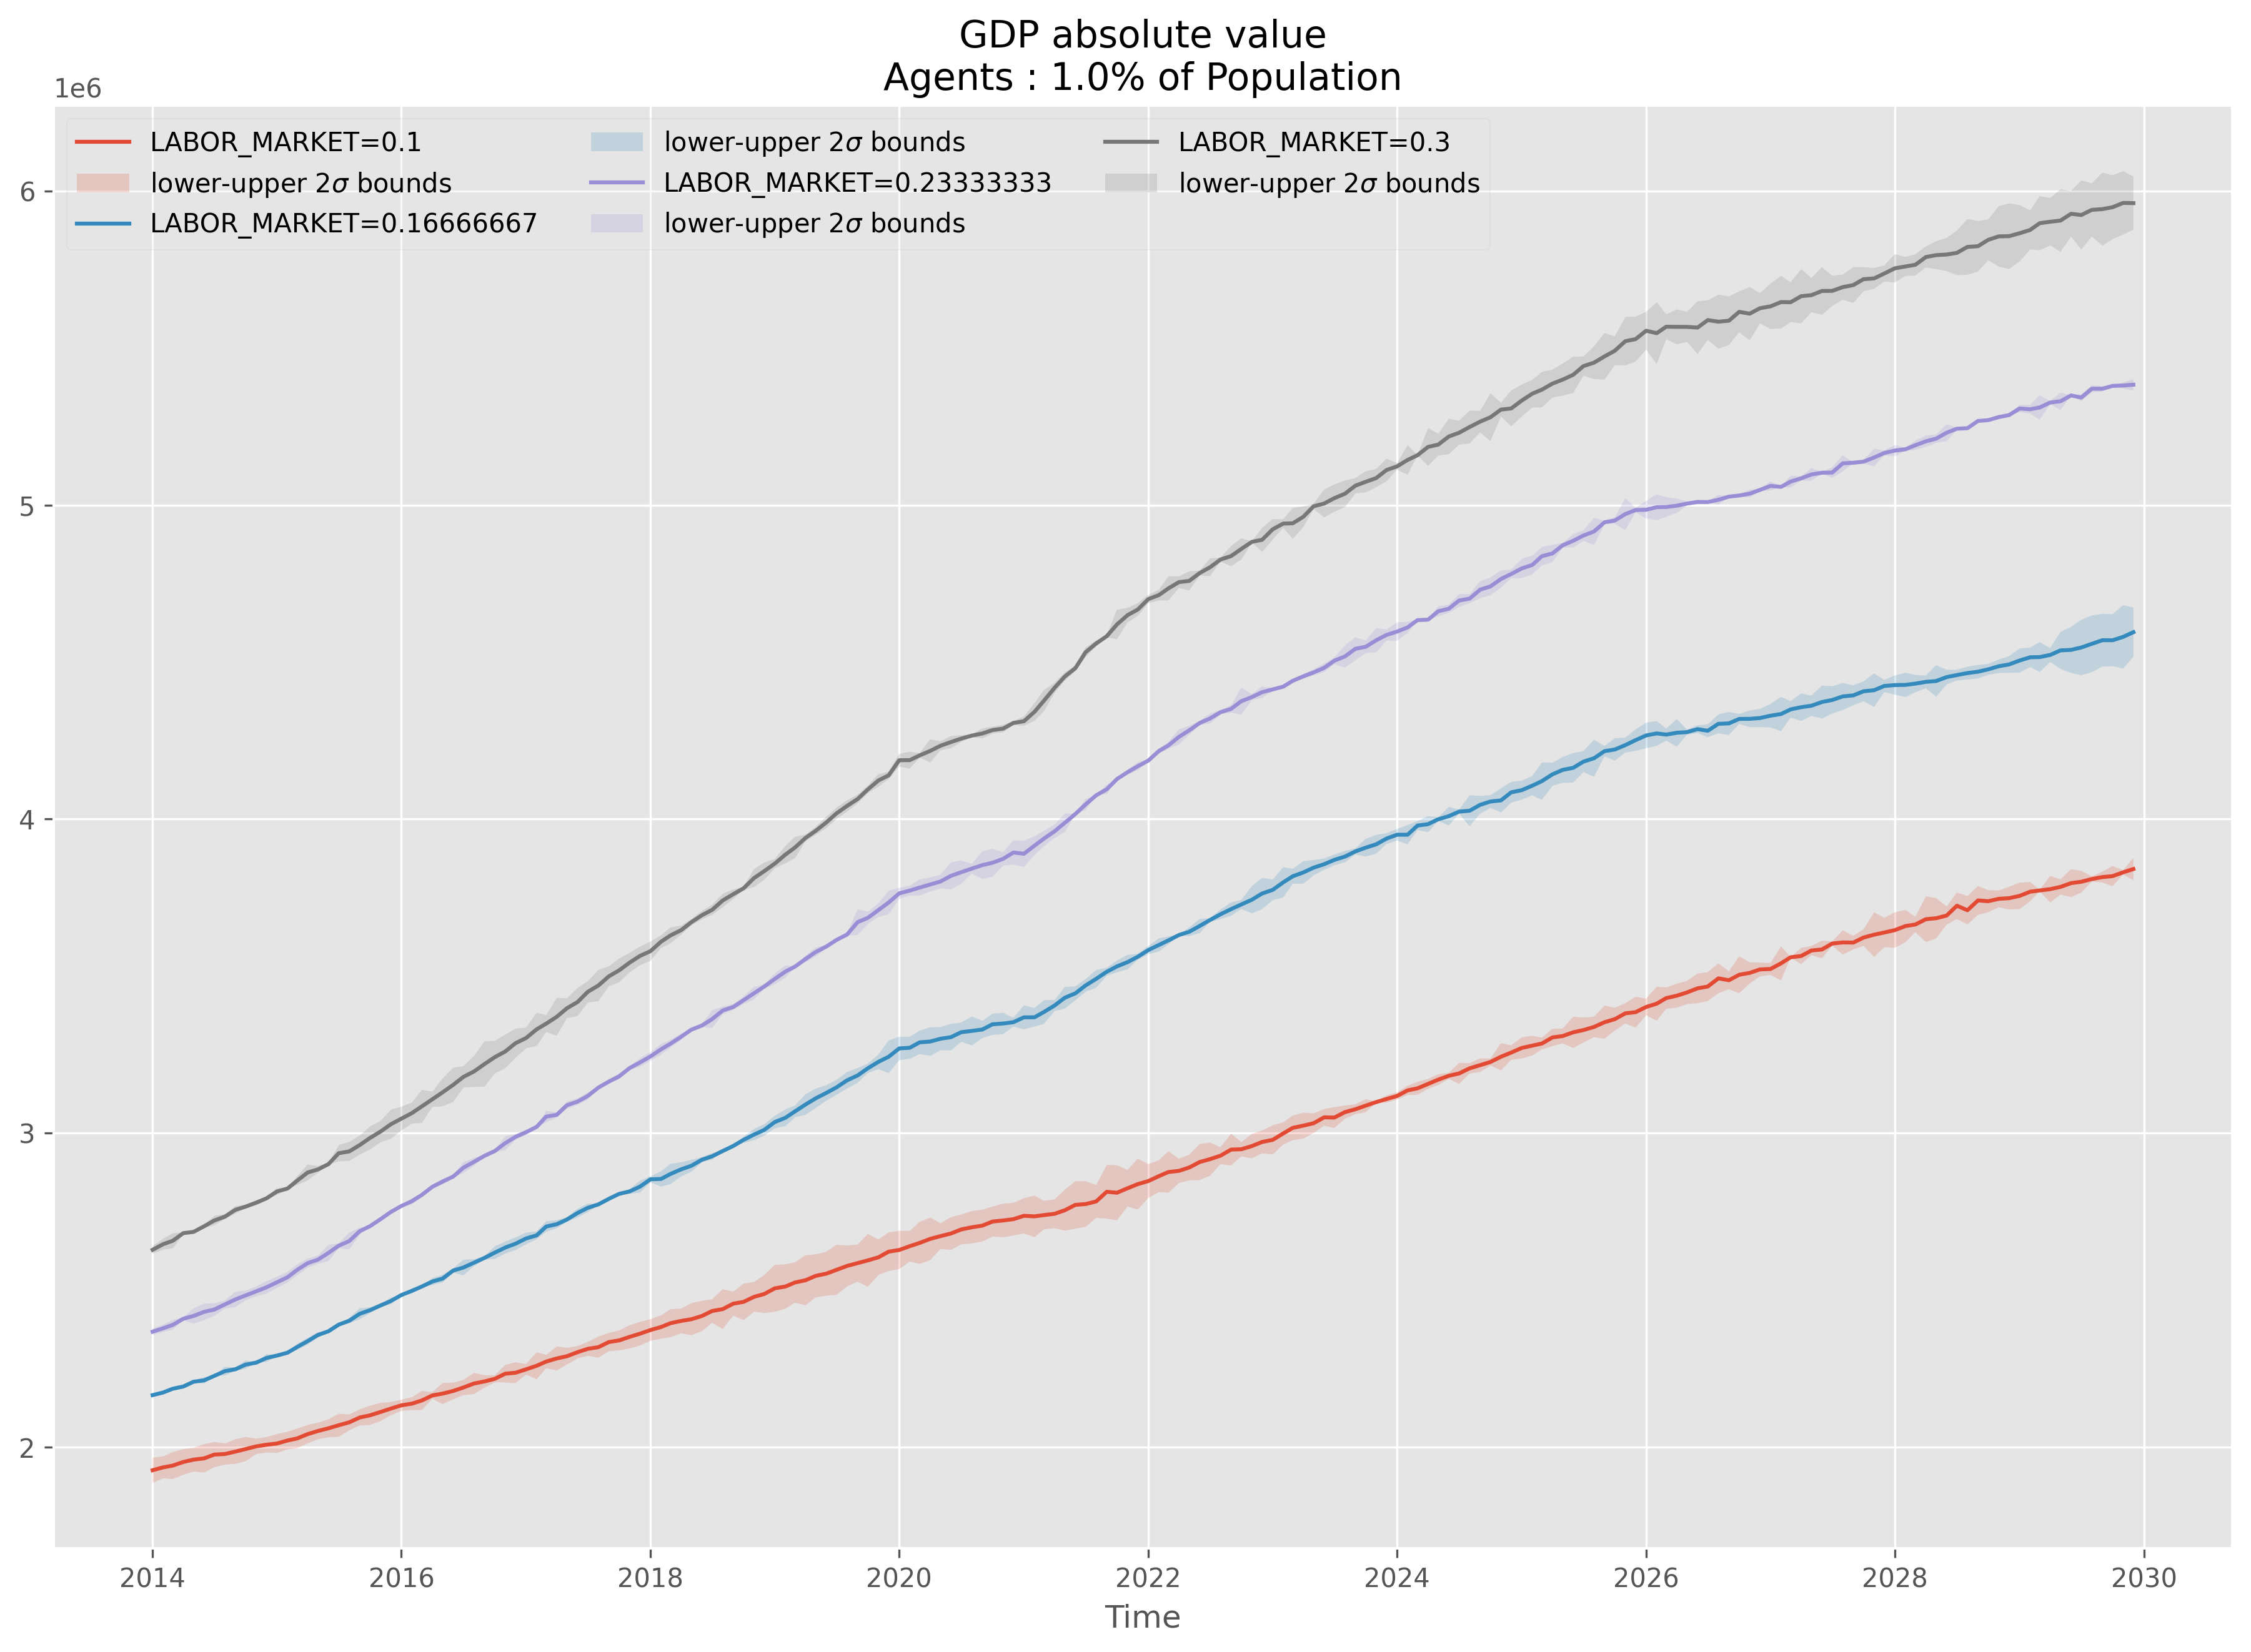 GDP absolute value
Agents : 1.0% of Population
1e6
LABOR_MARKET=0.1
lower-upper 2σ bounds
LABOR_MARKET=0.16666667
lower-upper 2σ bounds
LABOR_MARKET=0.23333333
lower-upper 2σ bounds
LABOR_MARKET=0.3
lower-upper 2σ bounds
6
5
4
3
2
2014 2016 2018 2020 2022 2024 2026 2028 2030
Time